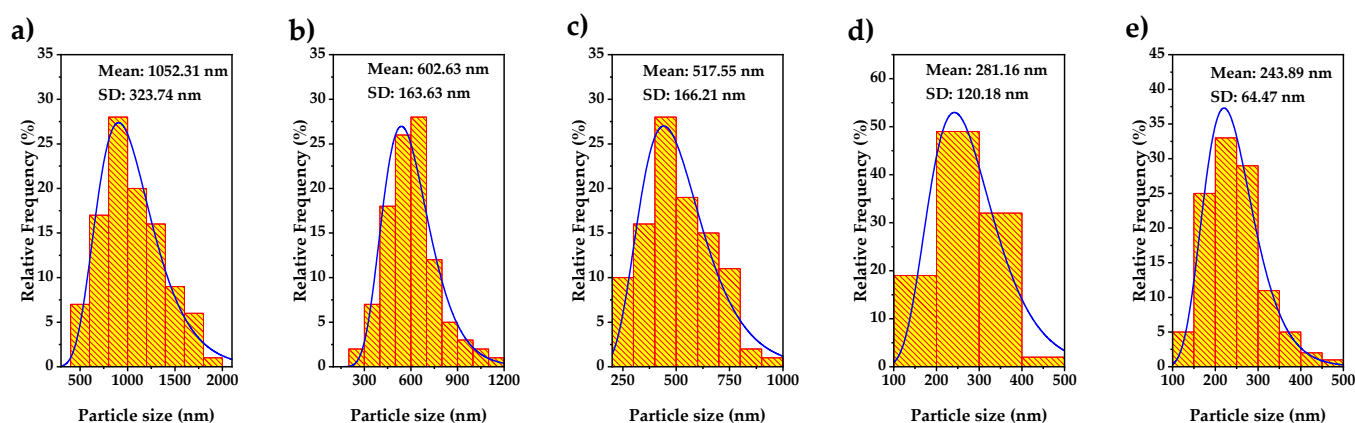 a)
Mean: 1052.31 nm
SD: 323.74 nm
Relative Frequency (%)
35
30
25
20
15
10
5
0
500
1000
1500
2000
Particle size (nm)
b)
Mean: 602.63 nm
SD: 163.63 nm
Relative Frequency (%)
35
30
25
20
15
10
5
0
300
600
900
1200
Particle size (nm)
c)
Mean: 517.55 nm
SD: 166.21 nm
Relative Frequency (%)
35
30
25
20
15
10
5
0
250
500
750
1000
Particle size (nm)
d)
Mean: 281.16 nm
SD: 120.18 nm
Relative Frequency (%)
60
50
40
30
20
10
0
100
200
300
400
500
Particle size (nm)
e)
Mean: 243.89 nm
SD: 64.47 nm
Relative Frequency (%)
45
40
35
30
25
20
15
10
5
0
100
200
300
400
500
Particle size (nm)